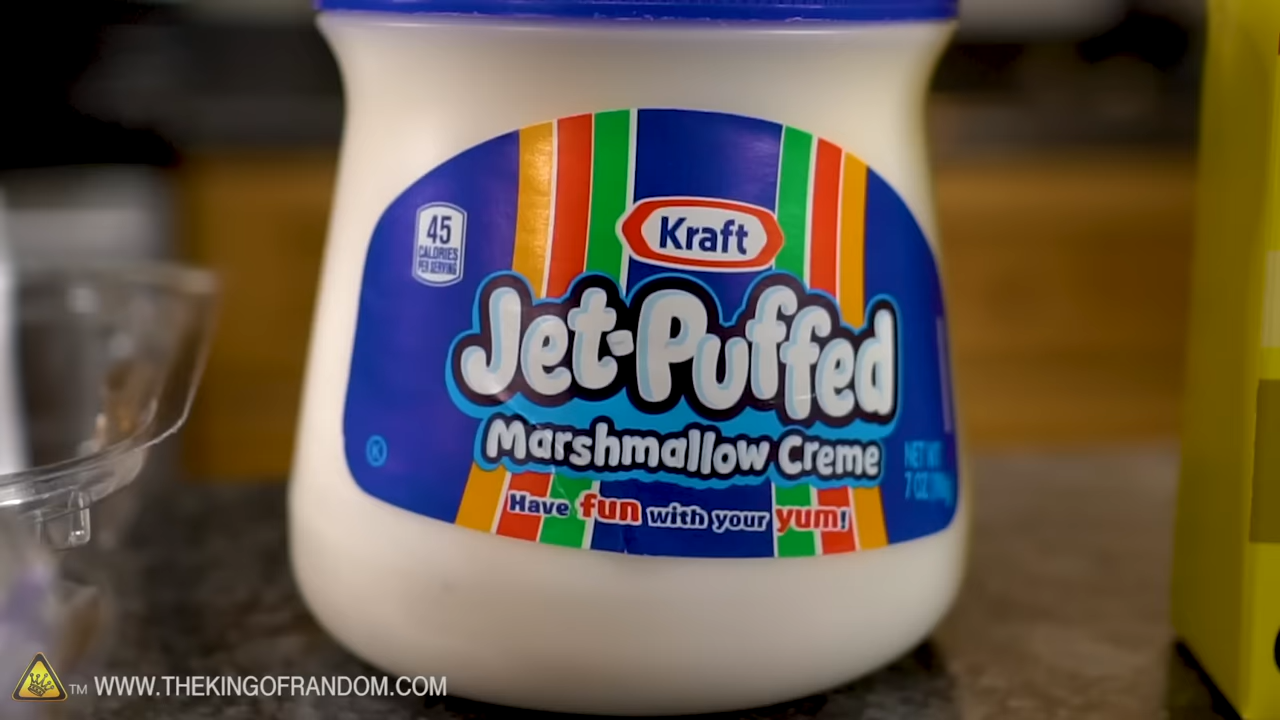 Kraft
45
CALORIES
PER SERVING
Jet-Puffed
Marshmallow Creme
K
NET WT
7 OZ
Have fun with your yum!
TM WWW.THEKINGOFRANDOM.COM